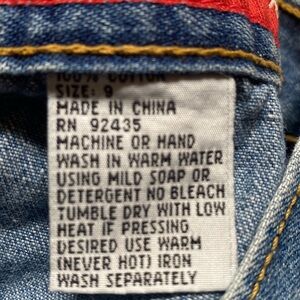 100% COTTON
SIZE: 9
MADE IN CHINA
RN 92435
MACHINE OR HAND
WASH IN WARM WATER
USING MILD SOAP OR
DETERGENT NO BLEACH
TUMBLE DRY WITH LOW
HEAT IF PRESSING
DESIRED USE WARM
(NEVER HOT) IRON
WASH SEPARATELY